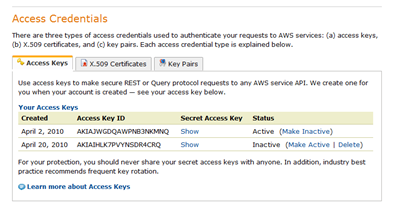 Access Credentials
There are three types of access credentials used to authenticate your requests to AWS services: (a) access keys,
(b) X.509 certificates, and (c) key pairs. Each access credential type is explained below.
Access Keys X.509 Certificates Key Pairs
Use access keys to make secure REST or Query protocol requests to any AWS service API. We create one for
you when your account is created — see your access key below.
Your Access Keys
Created Access Key ID Secret Access Key Status
April 2, 2010 AKIAJWGDQAWPNB3NKMNQ Show Active (Make Inactive)
April 20, 2010 AKIAIHLK7PVYNSDR4CRQ Show Inactive (Make Active | Delete)
For your protection, you should never share your secret access keys with anyone. In addition, industry best
practice recommends frequent key rotation.
Learn more about Access Keys